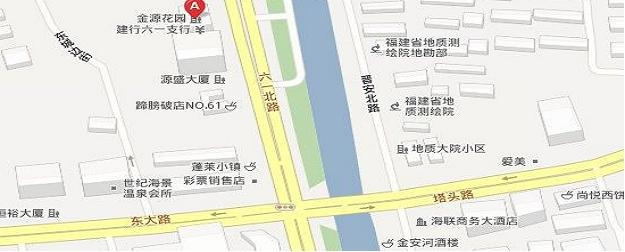 A
金源花园
建行六一支行
东城边街
源盛大厦
蹄膀破店NO.61
六一北路
晋安北路
福建省地质测
绘院地勘部
福建省地
质测绘院
地质大院小区
爱美
蓬莱小镇
彩票销售店
世纪海景
温泉会所
恒裕大厦
东大路
塔头路
尚悦西饼
海联商务大酒店
金安河酒楼